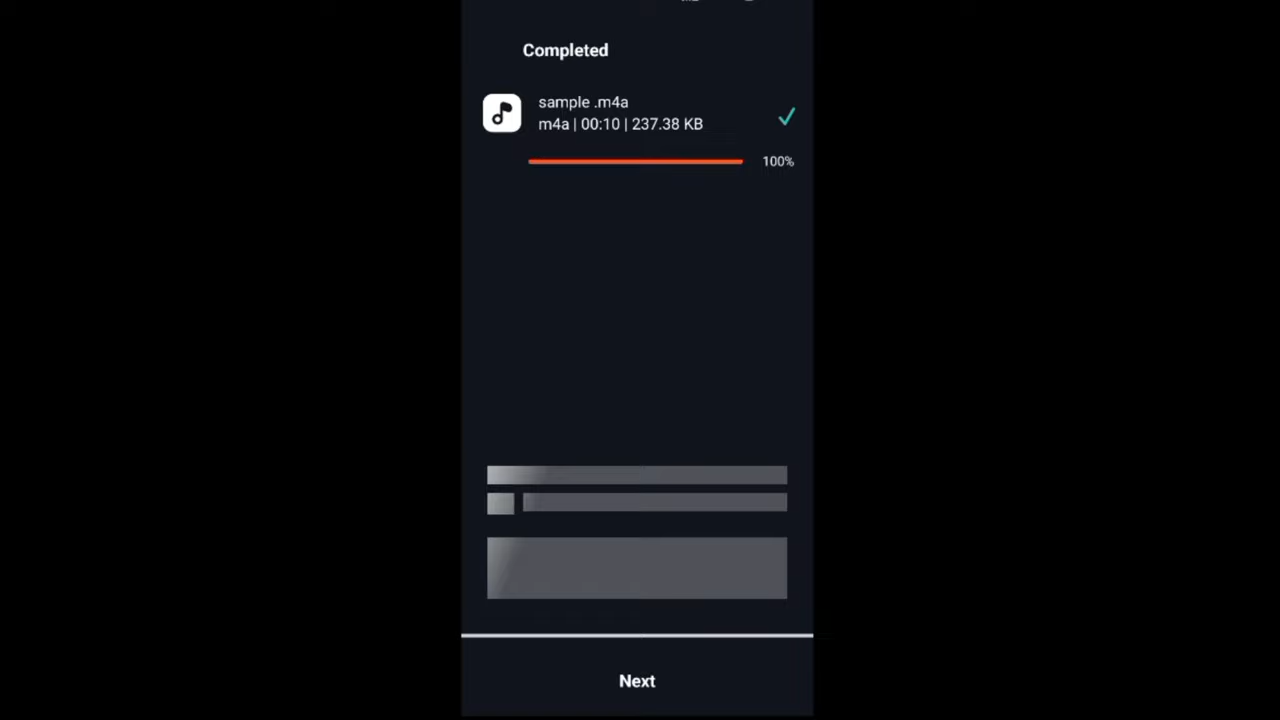 Completed
sample .m4a
m4a | 00:10 | 237.38 KB
100%
Next